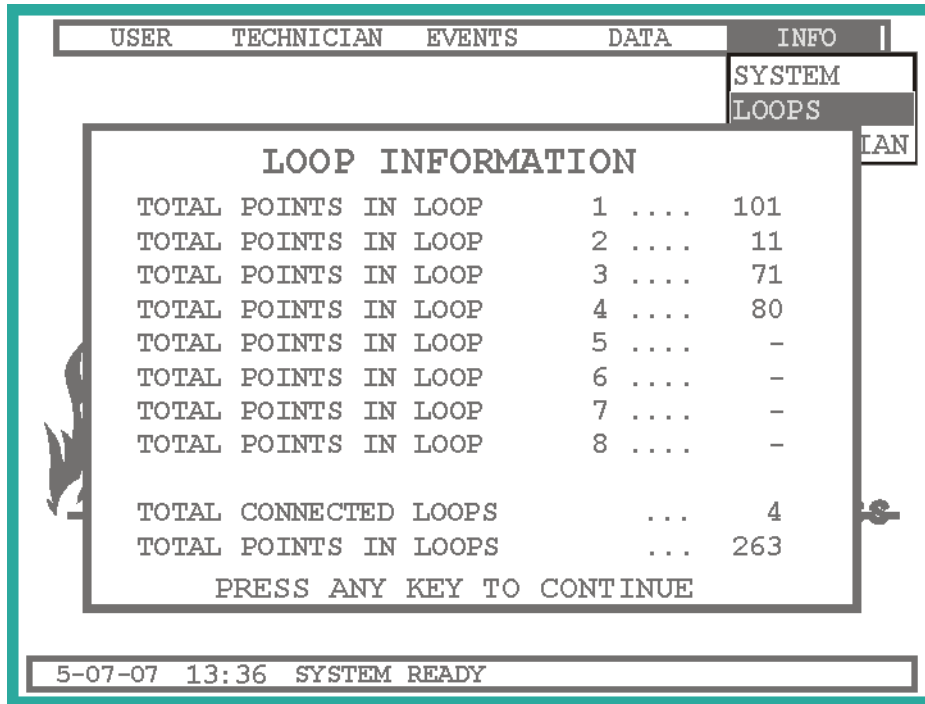 USER TECHNICIAN EVENTS DATA INFO
SYSTEM
LOOPS
IAN
LOOP INFORMATION
TOTAL POINTS IN LOOP 1 .... 101
TOTAL POINTS IN LOOP 2 .... 11
TOTAL POINTS IN LOOP 3 .... 71
TOTAL POINTS IN LOOP 4 .... 80
TOTAL POINTS IN LOOP 5 .... -
TOTAL POINTS IN LOOP 6 .... -
TOTAL POINTS IN LOOP 7 .... -
TOTAL POINTS IN LOOP 8 .... -
TOTAL CONNECTED LOOPS ... 4
TOTAL POINTS IN LOOPS ... 263
PRESS ANY KEY TO CONTINUE
5-07-07 13:36 SYSTEM READY